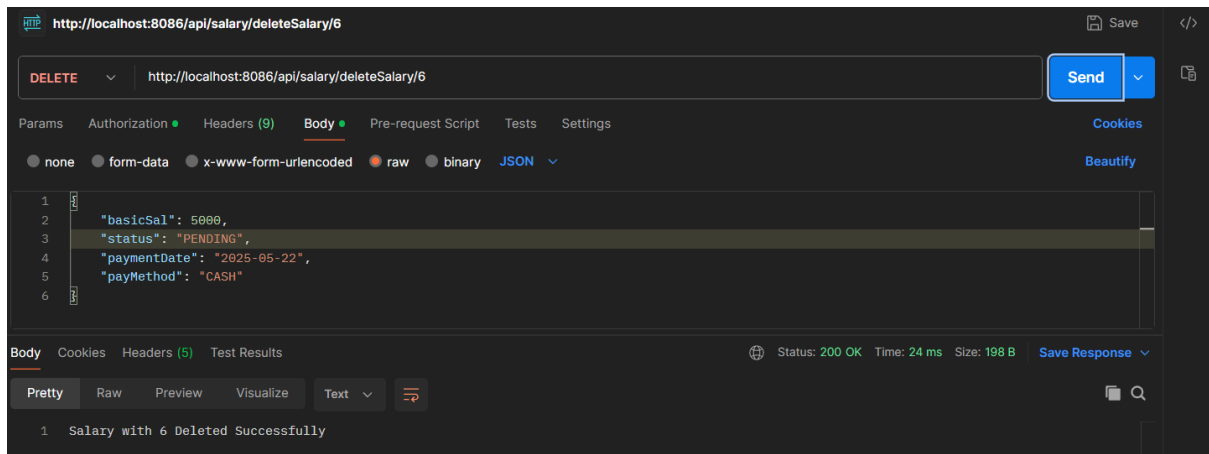 HTTP http://localhost:8086/api/salary/deleteSalary/6 Save </>
DELETE http://localhost:8086/api/salary/deleteSalary/6 Send
Params Authorization Headers (9) Body Pre-request Script Tests Settings Cookies
none form-data x-www-form-urlencoded raw binary JSON Beautify
1 {
2 "basicSal": 5000,
3 "status": "PENDING",
4 "paymentDate": "2025-05-22",
5 "payMethod": "CASH"
6 }
Body Cookies Headers (5) Test Results Status: 200 OK Time: 24 ms Size: 198 B Save Response
Pretty Raw Preview Visualize Text
1 Salary with 6 Deleted Successfully